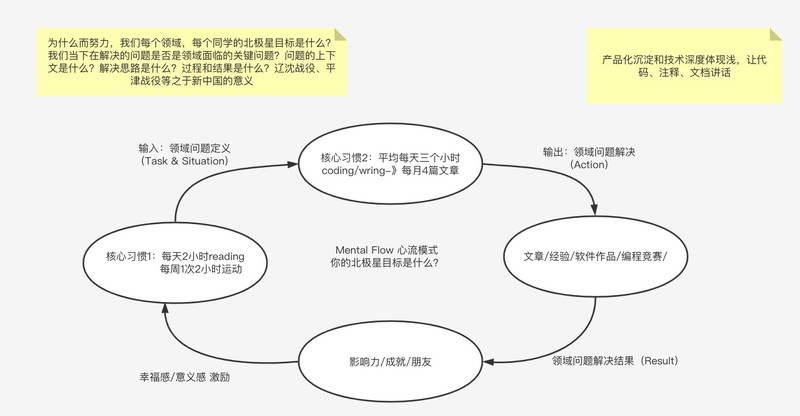 为什么而努力，我们每个领域，每个同学的北极星目标是什么？
我们当下在解决的问题是否是领域面临的关键问题？问题的上下
文是什么？解决思路是什么？过程和结果是什么？辽沈战役、平
津战役等之于新中国的意义
产品化沉淀和技术深度体现浅，让代
码、注释、文档讲话
输入：领域问题定义
（Task & Situation）
核心习惯2：平均每天三个小时
coding/wring-》每月4篇文章
输出：领域问题解决
（Action）
核心习惯1：每天2小时reading
每周1次2小时运动
Mental Flow 心流模式
你的北极星目标是什么？
文章/经验/软件作品/编程竞赛/
影响力/成就/朋友
领域问题解决结果（Result）
幸福感/意义感 激励